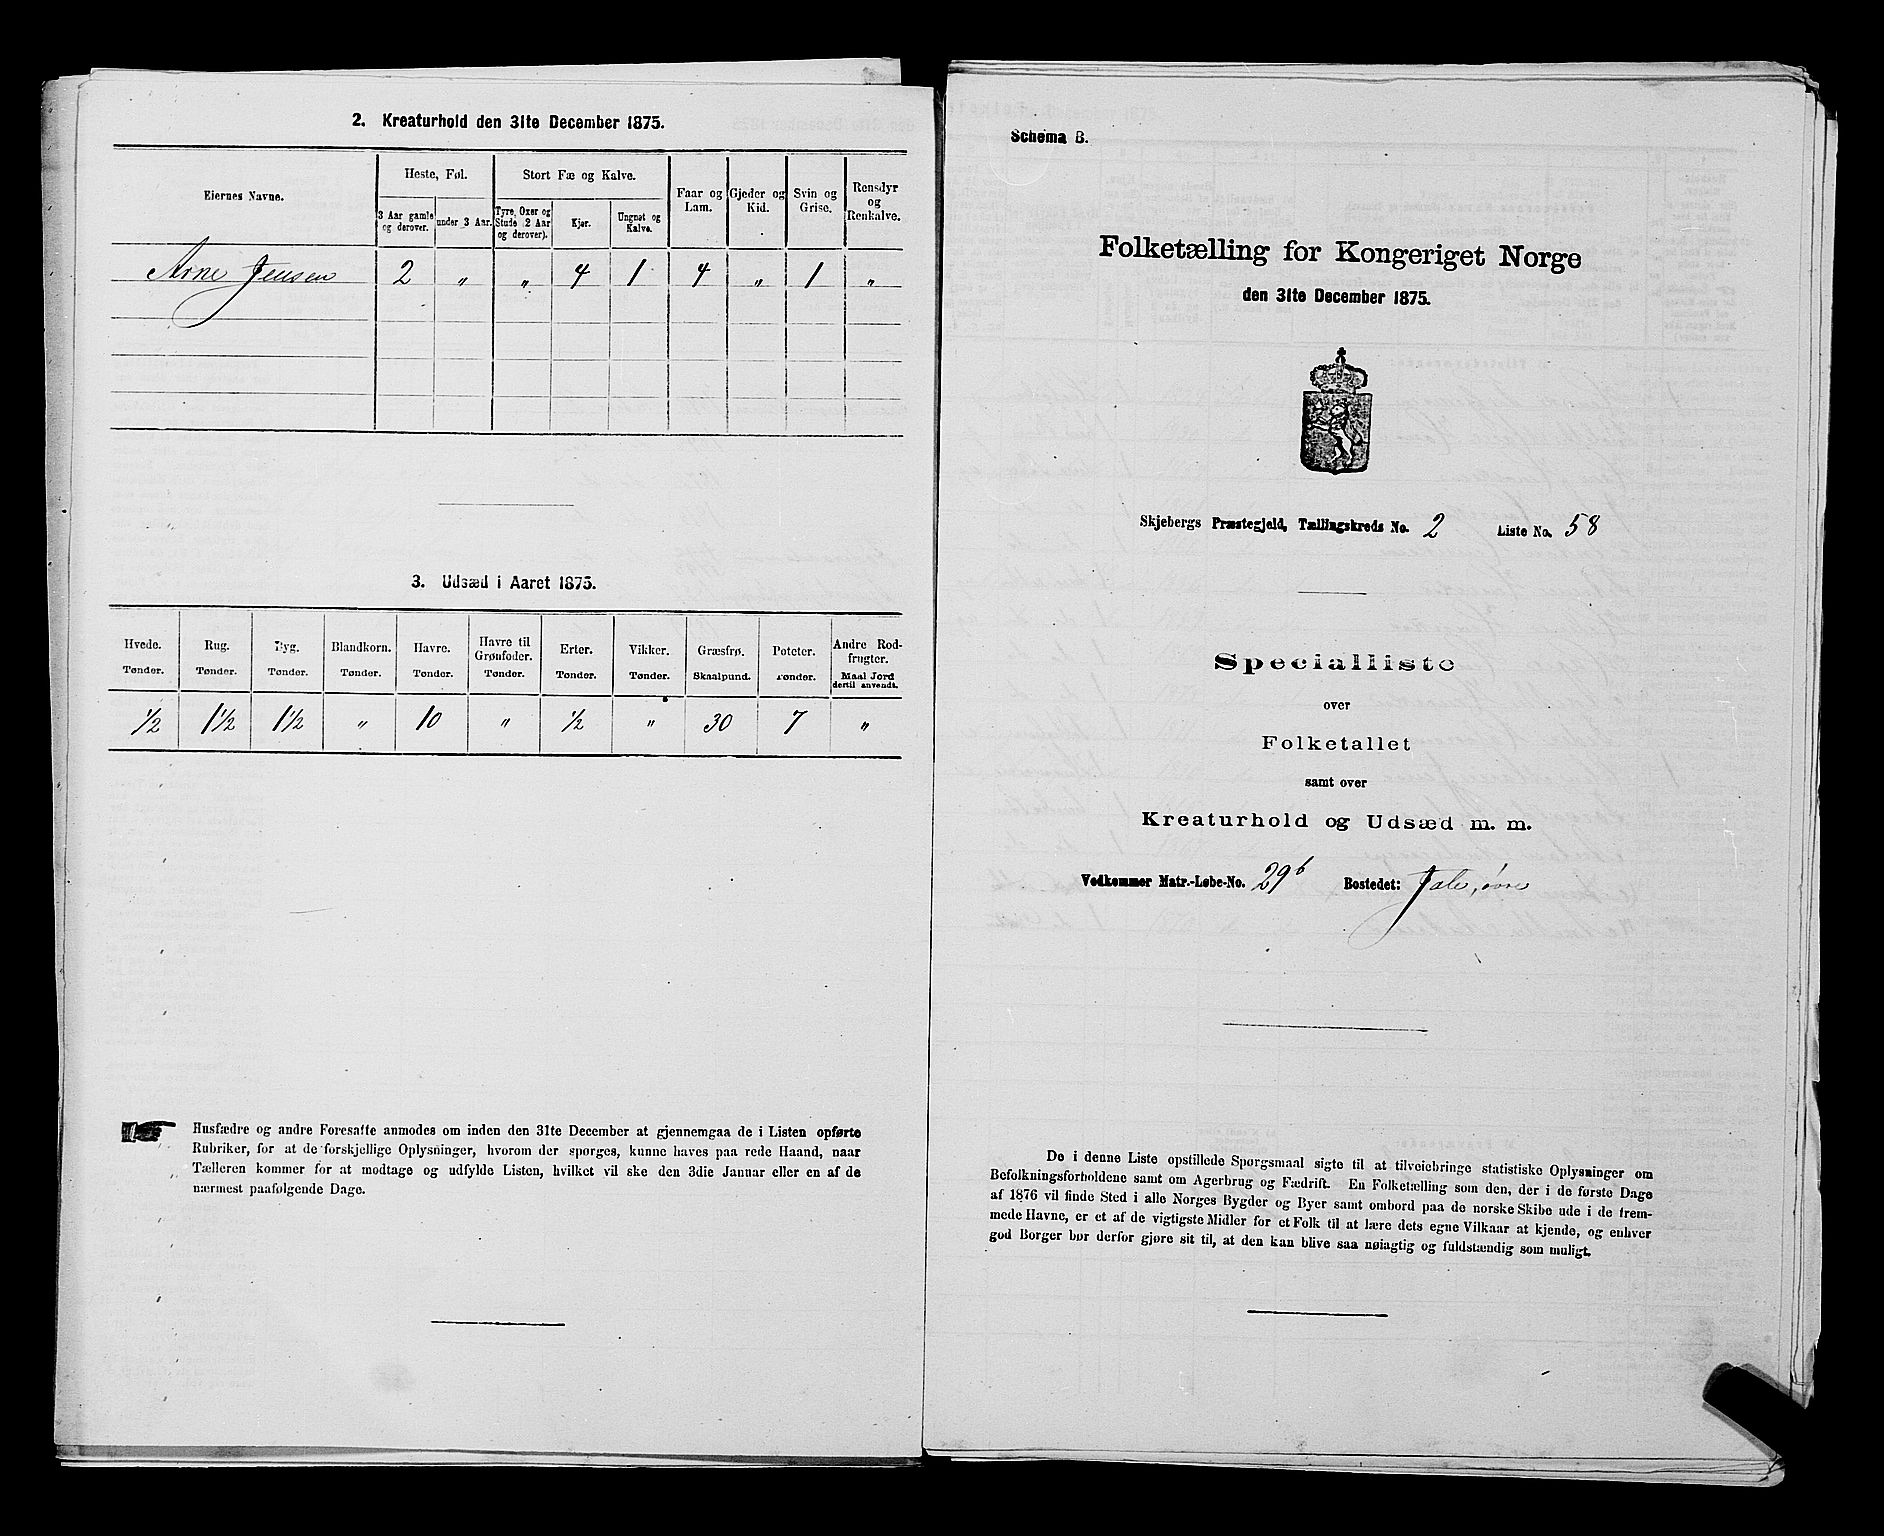 2. Kreaturhold den 31te December 1875.
Eiernes Navne.
Heste, Føl.
Stort Fæ og Kalve.
Faar og Lam.
Gjeder og Kid.
Svin og Grise.
Rensdyr og Renkalve.
3 Aar gamle og derover.
under 3 Aar.
Tyre, Oxer og Stude (2 Aar og derover).
Kjør.
Ungnøt og Kalve.
Arne Jensen 2 " " 4 1 4 " 1 "
3. Udsæd i Aaret 1875.
Hvede. Rug. Byg. Blandkorn. Havre. Havre til Grønfoder. Erter. Vikker. Græsfrø. Poteter. Andre Rodfrugter.
Tønder. Tønder. Tønder. Tønder. Tønder. Tønder. Tønder. Tønder. Skaalpund. Tønder. Maal Jord dertil anvendt.
1/2 1 1/2 1 1/2 " 10 " 1/2 " 30 7 "
Husfædre og andre Foresatte anmodes om inden den 31te December at gjennemgaa de i Listen opførte
Rubriker, for at de forskjellige Oplysninger, hvorom der spørges, kunne haves paa rede Haand, naar
Tælleren kommer for at modtage og udfylde Listen, hvilket vil ske den 3die Januar eller en af de
nærmest paafølgende Dage.
Schema B.
Folketælling for Kongeriget Norge
den 31te December 1875.
Skjebergs Præstegjeld, Tællingskreds No. 2 Liste No. 58
Specialliste
over
Folketallet
samt over
Kreaturhold og Udsæd m. m.
Vedkommer Matr.-Løbe-No. 29b Bostedet: Jale, øvre
De i denne Liste opstillede Spørgsmaal sigte til at tilveiebringe statistiske Oplysninger om
Befolkningsforholdene samt om Agerbrug og Fædrift. En Folketælling som den, der i de første Dage
af 1876 vil finde Sted i alle Norges Bygder og Byer samt ombord paa de norske Skibe ude i de frem-
mede Havne, er et af de vigtigste Midler for et Folk til at lære dets egne Vilkaar at kjende, og enhver
god Borger bør derfor gjøre sit til, at den kan blive saa nøiagtig og fuldstændig som muligt.